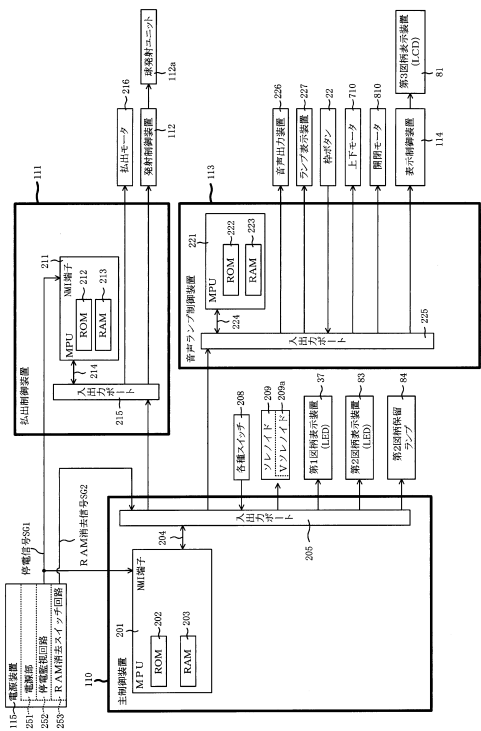 115
電源装置
251
電源部
252
停電監視回路
253
RAM消去スイッチ回路
停電信号SG1
RAM消去信号SG2
110
主制御装置
201
MPU
NMI端子
ROM
202
RAM
203
204
入出力ポート
205
各種スイッチ
208
ソレノイド
209
Vソレノイド
209a
第1図柄表示装置
(LED)
37
第2図柄表示装置
(LED)
83
第2図柄保留
ランプ
84
111
払出制御装置
211
MPU
NMI端子
ROM
212
RAM
213
214
入出力ポート
215
払出モータ
216
発射制御装置
112
球発射ユニット
112a
113
音声ランプ制御装置
221
MPU
ROM
222
RAM
223
224
入出力ポート
225
音声出力装置
226
ランプ表示装置
227
枠ボタン
22
上下モータ
710
開閉モータ
810
表示制御装置
114
第3図柄表示装置
(LCD)
81